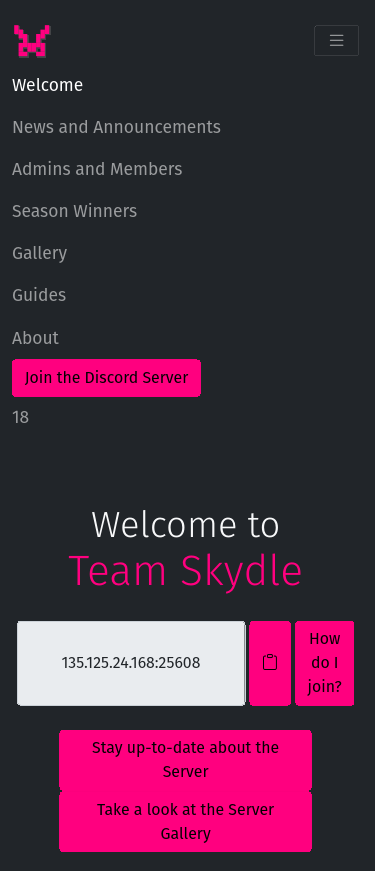 Welcome
News and Announcements
Admins and Members
Season Winners
Gallery
Guides
About
Join the Discord Server
18
Welcome to
Team Skydle
135.125.24.168:25608
How
do I
join?
Stay up-to-date about the
Server
Take a look at the Server
Gallery